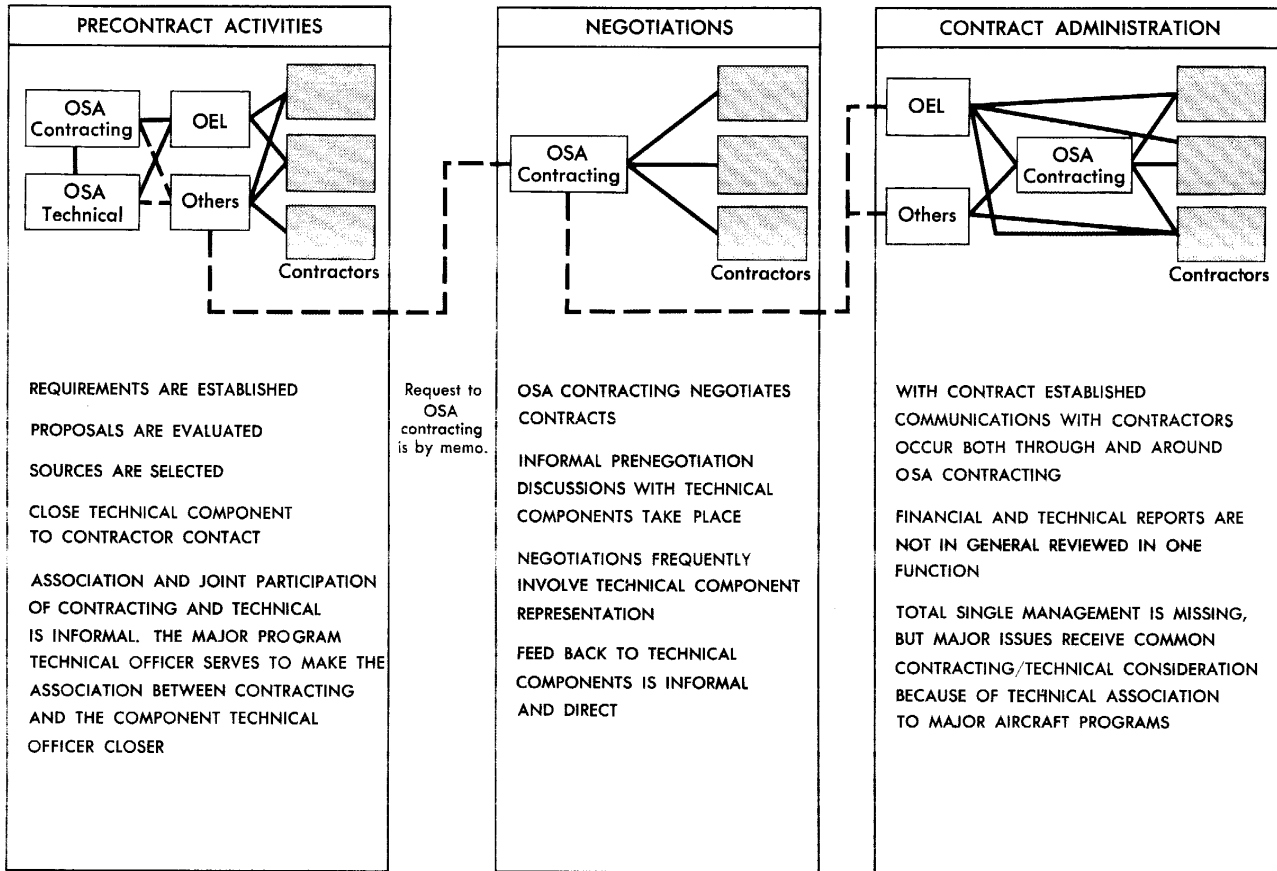 PRECONTRACT ACTIVITIES
OSA
Contracting
OEL
OSA
Technical
Others
Contractors
REQUIREMENTS ARE ESTABLISHED
PROPOSALS ARE EVALUATED
SOURCES ARE SELECTED
CLOSE TECHNICAL COMPONENT
TO CONTRACTOR CONTACT
ASSOCIATION AND JOINT PARTICIPATION
OF CONTRACTING AND TECHNICAL
IS INFORMAL. THE MAJOR PROGRAM
TECHNICAL OFFICER SERVES TO MAKE THE
ASSOCIATION BETWEEN CONTRACTING
AND THE COMPONENT TECHNICAL
OFFICER CLOSER
Request to
OSA
contracting
is by memo.
NEGOTIATIONS
OSA
Contracting
Contractors
OSA CONTRACTING NEGOTIATES
CONTRACTS
INFORMAL PRENEGOTIATION
DISCUSSIONS WITH TECHNICAL
COMPONENTS TAKE PLACE
NEGOTIATIONS FREQUENTLY
INVOLVE TECHNICAL COMPONENT
REPRESENTATION
FEED BACK TO TECHNICAL
COMPONENTS IS INFORMAL
AND DIRECT
CONTRACT ADMINISTRATION
OEL
OSA
Contracting
Others
Contractors
WITH CONTRACT ESTABLISHED
COMMUNICATIONS WITH CONTRACTORS
OCCUR BOTH THROUGH AND AROUND
OSA CONTRACTING
FINANCIAL AND TECHNICAL REPORTS ARE
NOT IN GENERAL REVIEWED IN ONE
FUNCTION
TOTAL SINGLE MANAGEMENT IS MISSING,
BUT MAJOR ISSUES RECEIVE COMMON
CONTRACTING/TECHNICAL CONSIDERATION
BECAUSE OF TECHNICAL ASSOCIATION
TO MAJOR AIRCRAFT PROGRAMS